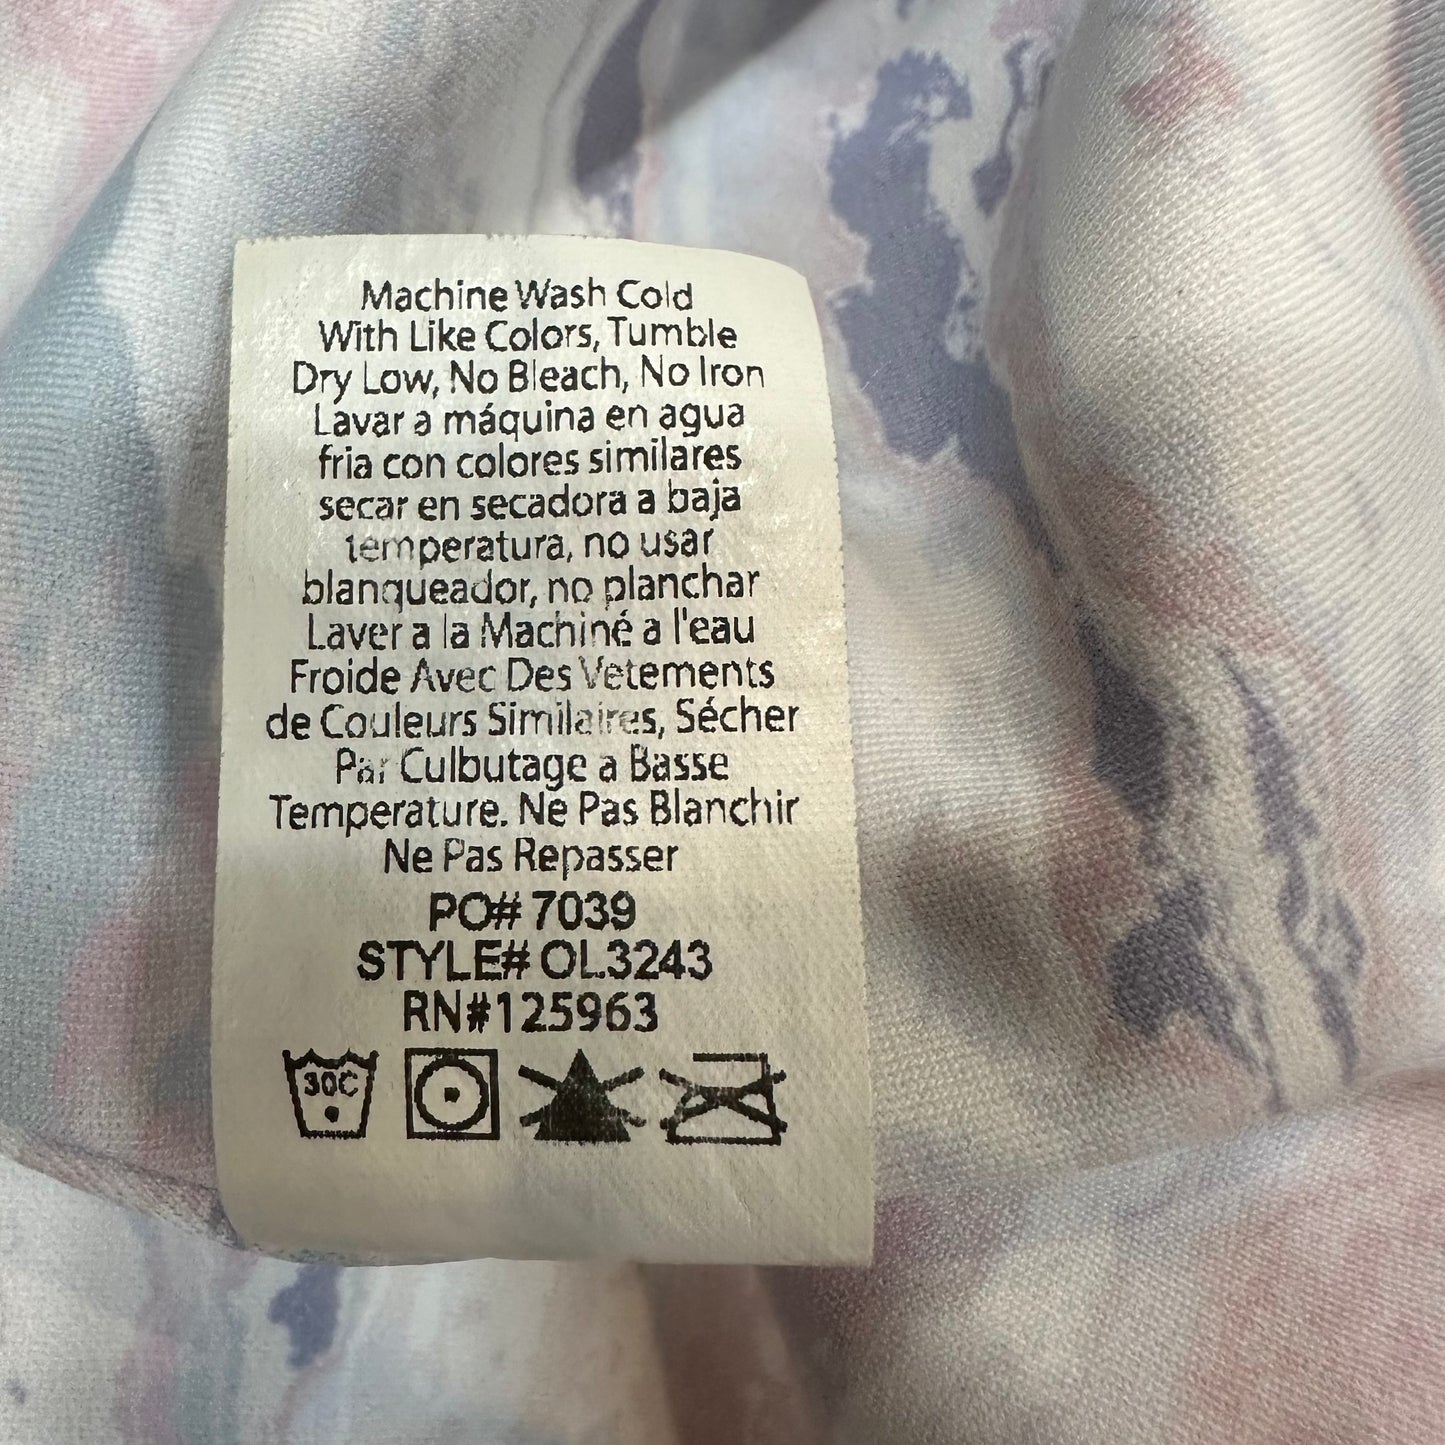 Machine Wash Cold
With Like Colors, Tumble
Dry Low, No Bleach, No Iron
Lavar a máquina en agua
fria con colores similares
secar en secadora a baja
temperatura, no usar
blanqueador, no planchar
Laver a la Machiné a l'eau
Froide Avec Des Vetements
de Couleurs Similaires, Sécher
Par Culbutage a Basse
Temperature. Ne Pas Blanchir
Ne Pas Repasser
PO# 7039
STYLE# OL3243
RN#125963
30C